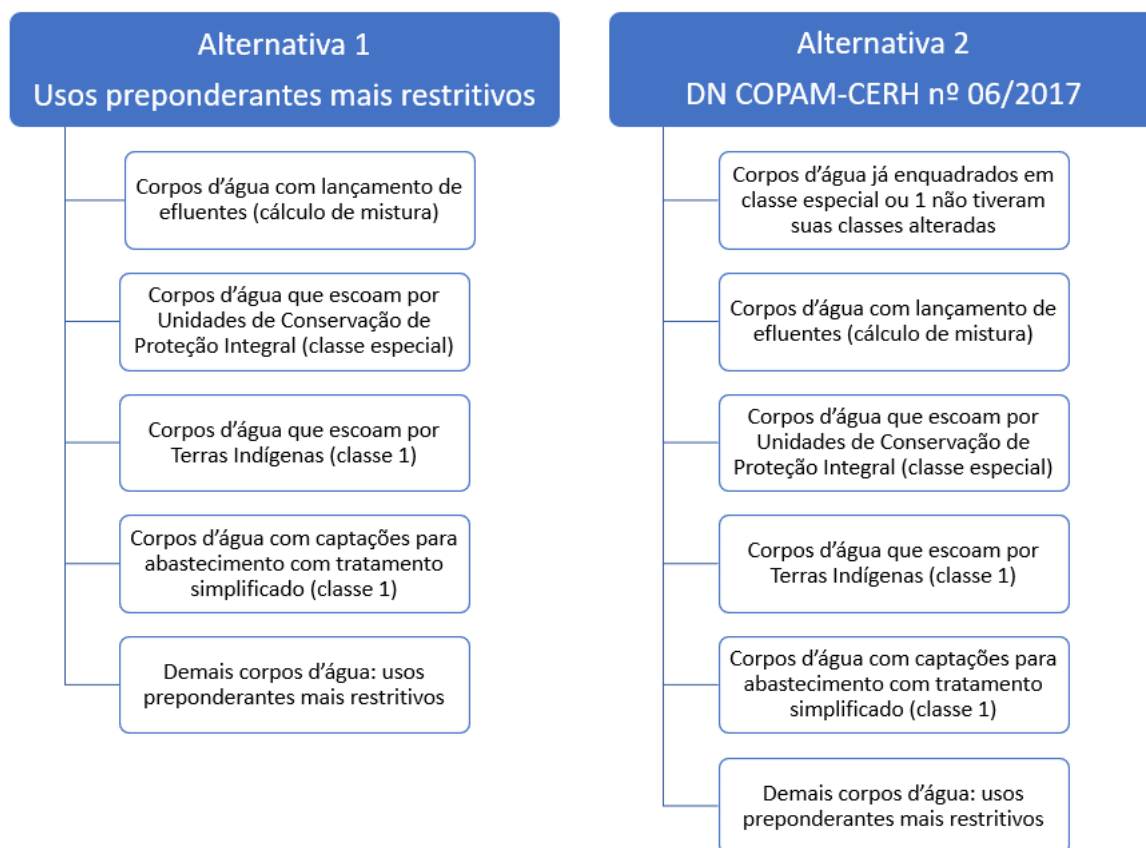 Alternativa 1
Usos preponderantes mais restritivos
Corpos d’água com lançamento de
efluentes (cálculo de mistura)
Corpos d’água que escoam por
Unidades de Conservação de
Proteção Integral (classe especial)
Corpos d’água que escoam por
Terras Indígenas (classe 1)
Corpos d’água com captações para
abastecimento com tratamento
simplificado (classe 1)
Demais corpos d’água: usos
preponderantes mais restritivos
Alternativa 2
DN COPAM-CERH nº 06/2017
Corpos d’água já enquadrados em
classe especial ou 1 não tiveram
suas classes alteradas
Corpos d’água com lançamento de
efluentes (cálculo de mistura)
Corpos d’água que escoam por
Unidades de Conservação de
Proteção Integral (classe especial)
Corpos d’água que escoam por
Terras Indígenas (classe 1)
Corpos d’água com captações para
abastecimento com tratamento
simplificado (classe 1)
Demais corpos d’água: usos
preponderantes mais restritivos